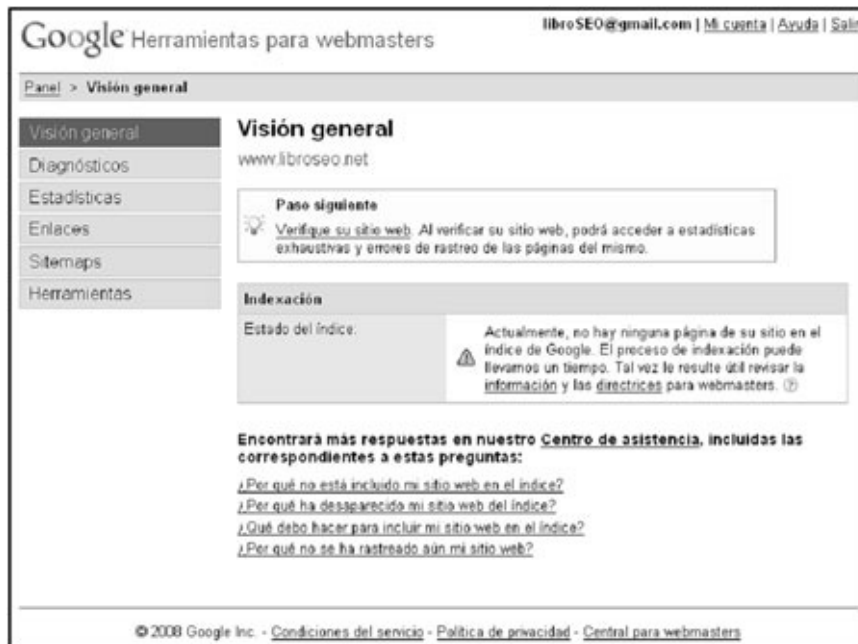 Google Herramientas para webmasters
libroSEO@gmail.com | Mi cuenta | Ayuda | Salir
Panel > Visión general
Visión general
Diagnósticos
Estadísticas
Enlaces
Sitemaps
Herramientas
Visión general
www.libroseo.net
Paso siguiente
Verifique su sitio web. Al verificar su sitio web, podrá acceder a estadísticas
exhaustivas y errores de rastreo de las páginas del mismo.
Indexación
Estado del índice:
Actualmente, no hay ninguna página de su sitio en el
índice de Google. El proceso de indexación puede
llevarnos un tiempo. Tal vez le resulte útil revisar la
información y las directrices para webmasters. (?)
Encontrará más respuestas en nuestro Centro de asistencia, incluidas las
correspondientes a estas preguntas:
¿Por qué no está incluido mi sitio web en el índice?
¿Por qué ha desaparecido mi sitio web del índice?
¿Qué debo hacer para incluir mi sitio web en el índice?
¿Por qué no se ha rastreado aún mi sitio web?
© 2008 Google Inc. - Condiciones del servicio - Política de privacidad - Central para webmasters